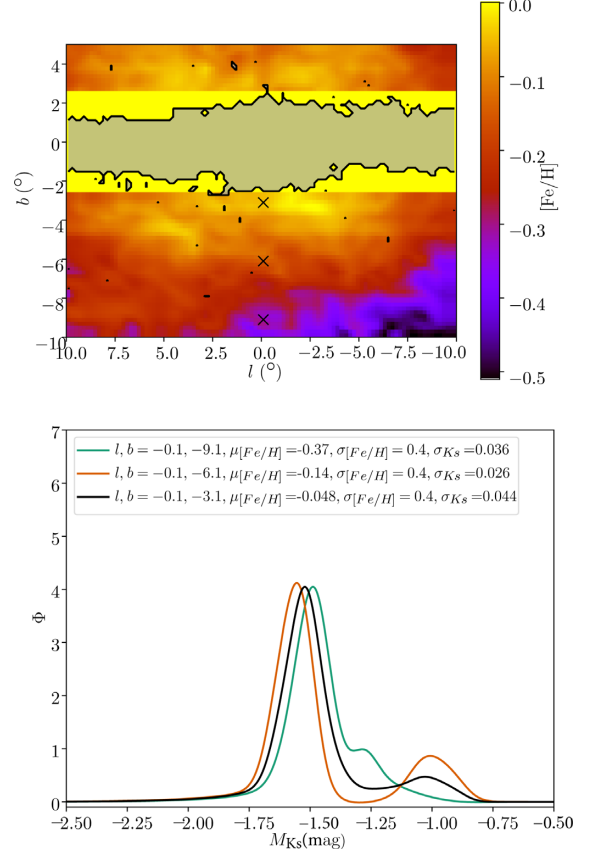 0.0
−0.1
−0.2
−0.3
−0.4
−0.5
[Fe/H]
4
2
0
−2
−4
−6
−8
−10
b (°)
10.0 7.5 5.0 2.5 0.0 −2.5 −5.0 −7.5 −10.0
l (°)
7
6
5
4
3
2
1
0
Φ
l, b = −0.1, −9.1, μ[Fe/H] =-0.37, σ[Fe/H] = 0.4, σKs =0.036
l, b = −0.1, −6.1, μ[Fe/H] =-0.14, σ[Fe/H] = 0.4, σKs =0.026
l, b = −0.1, −3.1, μ[Fe/H] =-0.048, σ[Fe/H] = 0.4, σKs =0.044
−2.50 −2.25 −2.00 −1.75 −1.50 −1.25 −1.00 −0.75 −0.50
MKs(mag)